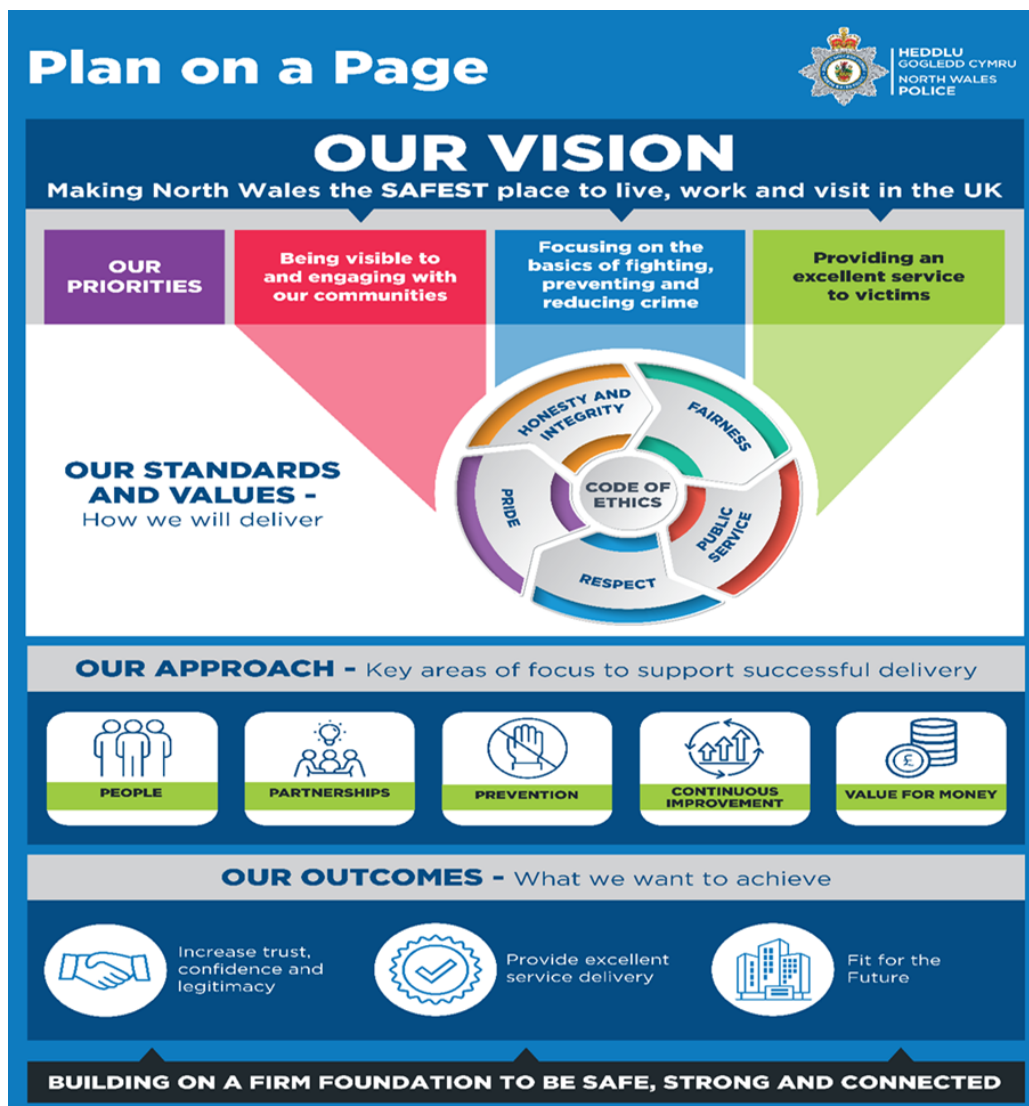 Plan on a Page
HEDDLU
GOGLEDD CYMRU
NORTH WALES
POLICE
OUR VISION
Making North Wales the SAFEST place to live, work and visit in the UK
OUR
PRIORITIES
Being visible to
and engaging with
our communities
Focusing on the
basics of fighting,
preventing and
reducing crime
Providing an
excellent service
to victims
OUR STANDARDS
AND VALUES -
How we will deliver
HONESTY AND
INTEGRITY
FAIRNESS
PRIDE
CODE OF
ETHICS
PUBLIC
SERVICE
RESPECT
OUR APPROACH - Key areas of focus to support successful delivery
PEOPLE
PARTNERSHIPS
PREVENTION
CONTINUOUS
IMPROVEMENT
£
VALUE FOR MONEY
OUR OUTCOMES - What we want to achieve
Increase trust,
confidence and
legitimacy
Provide excellent
service delivery
Fit for the
Future
BUILDING ON A FIRM FOUNDATION TO BE SAFE, STRONG AND CONNECTED